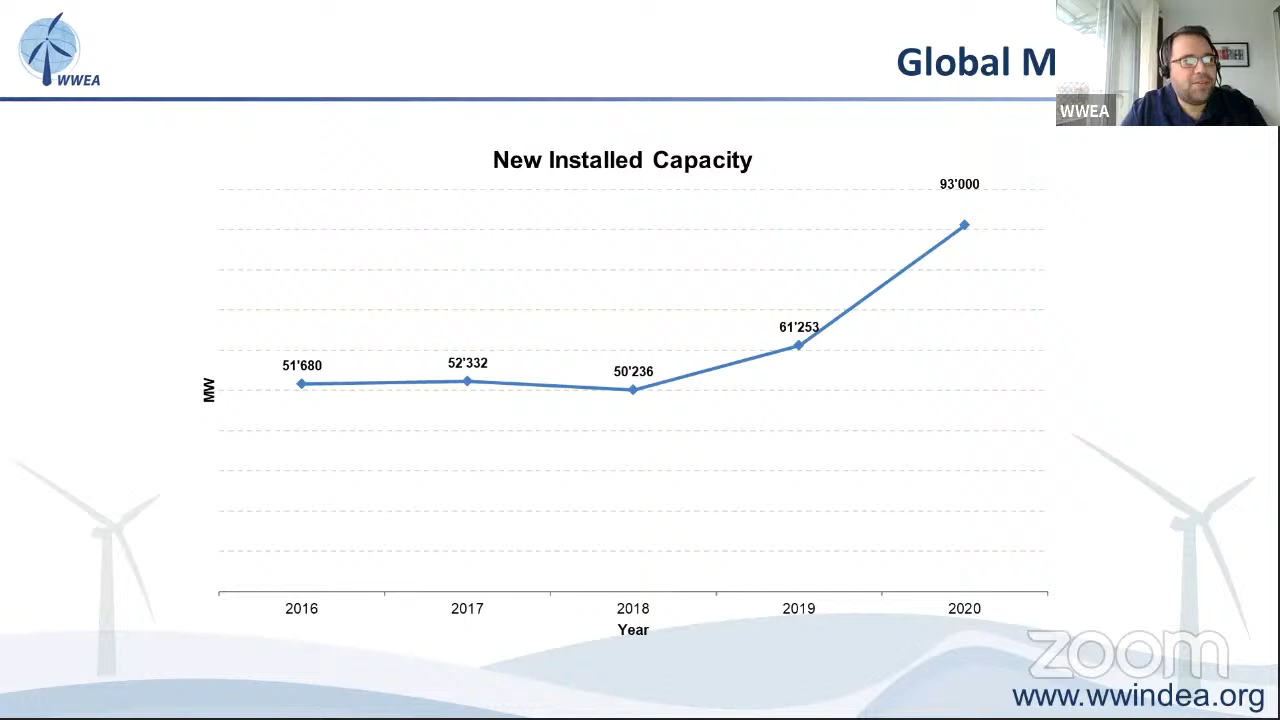 WWEA
Global M
WWEA
New Installed Capacity
93'000
61'253
51'680
52'332
50'236
MW
2016
2017
2018
2019
2020
Year
zoom
www.wwindea.org